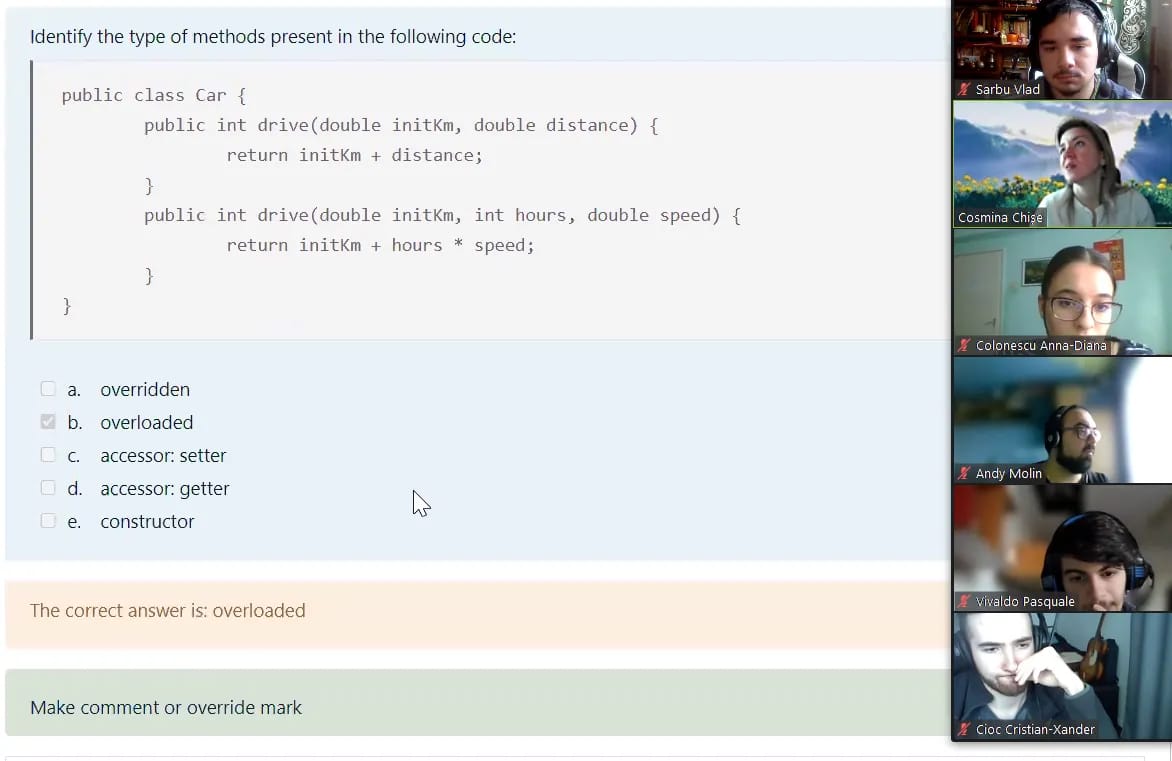 Identify the type of methods present in the following code:
public class Car {
public int drive(double initKm, double distance) {
return initKm + distance;
}
public int drive(double initKm, int hours, double speed) {
return initKm + hours * speed;
}
}
a. overridden
b. overloaded
c. accessor: setter
d. accessor: getter
e. constructor
The correct answer is: overloaded
Make comment or override mark
Sarbu Vlad
Cosmina Chișe
Colonescu Anna-Diana
Andy Molin
Vivaldo Pasquale
Cioc Cristian-Xander